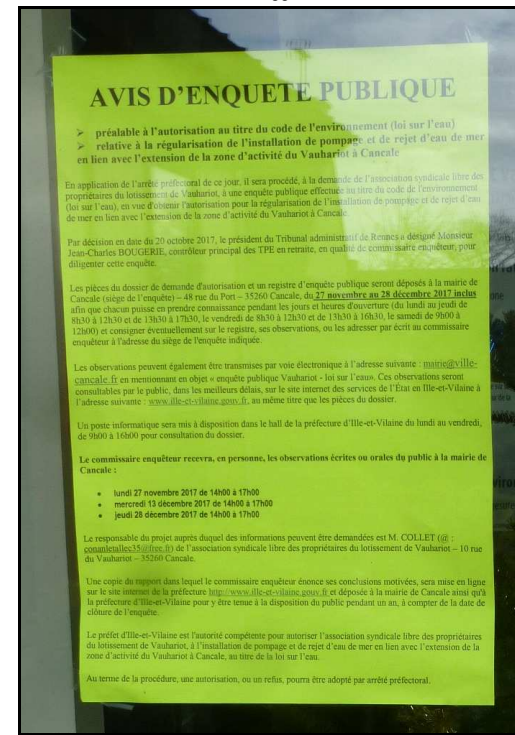 AVIS D'ENQUETE PUBLIQUE
➢ préalable à l'autorisation au titre du code de l'environnement (loi sur l'eau)
➢ relative à la régularisation de l'installation de pompage et de rejet d'eau de mer
en lien avec l'extension de la zone d'activité du Vauhariot à Cancale
En application de l'arrêté préfectoral de ce jour, il sera procédé, à la demande de l'association syndicale libre des
propriétaires du lotissement de Vauhariot, à une enquête publique effectuée au titre du code de l'environnement
(loi sur l'eau), en vue d'obtenir l'autorisation pour la régularisation de l'installation de pompage et de rejet d'eau
de mer en lien avec l'extension de la zone d'activité du Vauhariot à Cancale.
Par décision en date du 20 octobre 2017, le président du Tribunal administratif de Rennes a désigné Monsieur
Jean-Charles BOUGERIE, contrôleur principal des TPE en retraite, en qualité de commissaire enquêteur, pour
diligenter cette enquête.
Les pièces du dossier de demande d'autorisation et un registre d'enquête publique seront déposés à la mairie de
Cancale (siège de l'enquête) – 48 rue du Port – 35260 Cancale, du 27 novembre au 28 décembre 2017 inclus
afin que chacun puisse en prendre connaissance pendant les jours et heures d'ouverture (du lundi au jeudi de
8h30 à 12h30 et de 13h30 à 17h30, le vendredi de 8h30 à 12h30 et de 13h30 à 16h30, le samedi de 9h00 à
12h00) et consigner éventuellement sur le registre, ses observations, ou les adresser par écrit au commissaire
enquêteur à l'adresse du siège de l'enquête indiquée.
Les observations peuvent également être transmises par voie électronique à l'adresse suivante : mairie@ville-
cancale.fr en mentionnant en objet « enquête publique Vauhariot - loi sur l'eau». Ces observations seront
consultables par le public, dans les meilleurs délais, sur le site internet des services de l'État en Ille-et-Vilaine à
l'adresse suivante : www.ille-et-vilaine.gouv.fr, au même titre que les pièces du dossier.
Un poste informatique sera mis à disposition dans le hall de la préfecture d'Ille-et-Vilaine du lundi au vendredi,
de 9h00 à 16h00 pour consultation du dossier.
Le commissaire enquêteur recevra, en personne, les observations écrites ou orales du public à la mairie de
Cancale :
• lundi 27 novembre 2017 de 14h00 à 17h00
• mercredi 13 décembre 2017 de 14h00 à 17h00
• jeudi 28 décembre 2017 de 14h00 à 17h00
Le responsable du projet auprès duquel des informations peuvent être demandées est M. COLLET (@ :
conanletallec35@free.fr) de l'association syndicale libre des propriétaires du lotissement de Vauhariot – 10 rue
du Vauhariot – 35260 Cancale.
Une copie du rapport dans lequel le commissaire enquêteur énonce ses conclusions motivées, sera mise en ligne
sur le site internet de la préfecture http://www.ille-et-vilaine.gouv.fr et déposée à la mairie de Cancale ainsi qu'à
la préfecture d'Ille-et-Vilaine pour y être tenue à la disposition du public pendant un an, à compter de la date de
clôture de l'enquête.
Le préfet d'Ille-et-Vilaine est l'autorité compétente pour autoriser l'association syndicale libre des propriétaires
du lotissement de Vauhariot, à l'installation de pompage et de rejet d'eau de mer en lien avec l'extension de la
zone d'activité du Vauhariot à Cancale, au titre de la loi sur l'eau.
Au terme de la procédure, une autorisation, ou un refus, pourra être adopté par arrêté préfectoral.